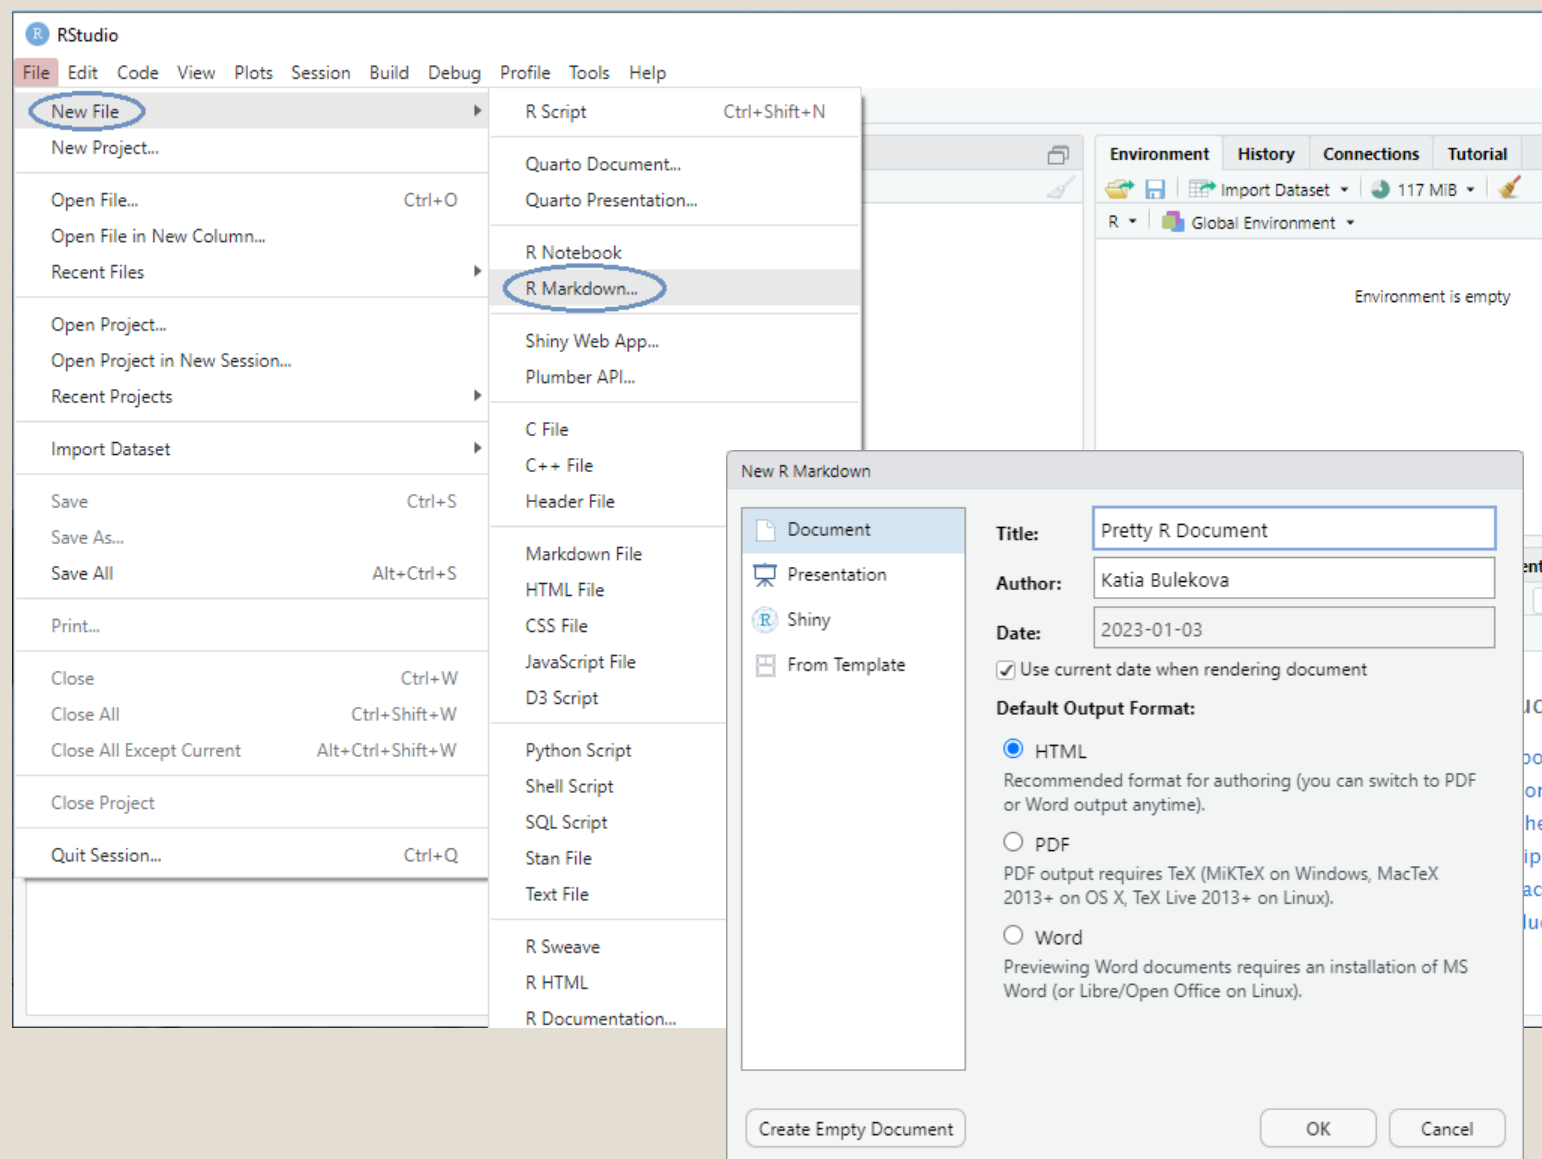 RStudio
File Edit Code View Plots Session Build Debug Profile Tools Help
New File
New Project...
Open File... Ctrl+O
Open File in New Column...
Recent Files
Open Project...
Open Project in New Session...
Recent Projects
Import Dataset
Save Ctrl+S
Save As...
Save All Alt+Ctrl+S
Print...
Close Ctrl+W
Close All Ctrl+Shift+W
Close All Except Current Alt+Ctrl+Shift+W
Close Project
Quit Session... Ctrl+Q
R Script Ctrl+Shift+N
Quarto Document...
Quarto Presentation...
R Notebook
R Markdown...
Shiny Web App...
Plumber API...
C File
C++ File
Header File
Markdown File
HTML File
CSS File
JavaScript File
D3 Script
Python Script
Shell Script
SQL Script
Stan File
Text File
R Sweave
R HTML
R Documentation...
Environment History Connections Tutorial
Import Dataset 117 MiB
R Global Environment
Environment is empty
New R Markdown
Document
Presentation
Shiny
From Template
Title: Pretty R Document
Author: Katia Bulekova
Date: 2023-01-03
Use current date when rendering document
Default Output Format:
HTML
Recommended format for authoring (you can switch to PDF
or Word output anytime).
PDF
PDF output requires TeX (MiKTeX on Windows, MacTeX
2013+ on OS X, TeX Live 2013+ on Linux).
Word
Previewing Word documents requires an installation of MS
Word (or Libre/Open Office on Linux).
Create Empty Document OK Cancel